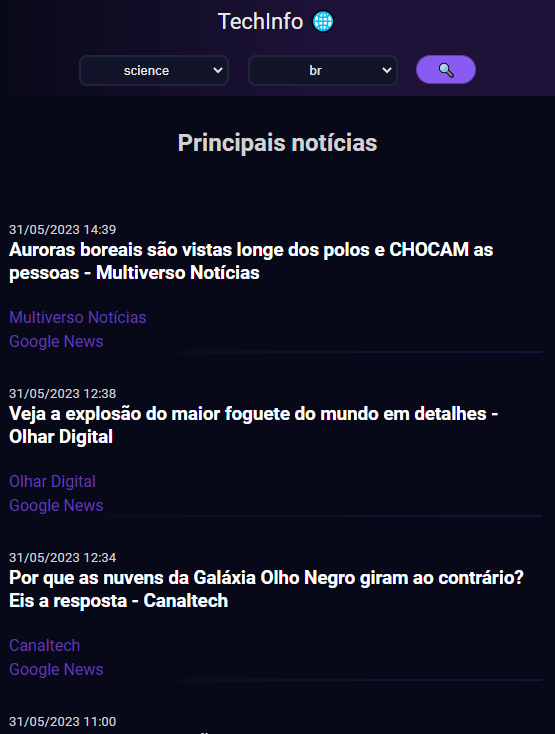 TechInfo
science
br
Principais notícias
31/05/2023 14:39
Auroras boreais são vistas longe dos polos e CHOCAM as
pessoas - Multiverso Notícias
Multiverso Notícias
Google News
31/05/2023 12:38
Veja a explosão do maior foguete do mundo em detalhes -
Olhar Digital
Olhar Digital
Google News
31/05/2023 12:34
Por que as nuvens da Galáxia Olho Negro giram ao contrário?
Eis a resposta - Canaltech
Canaltech
Google News
31/05/2023 11:00